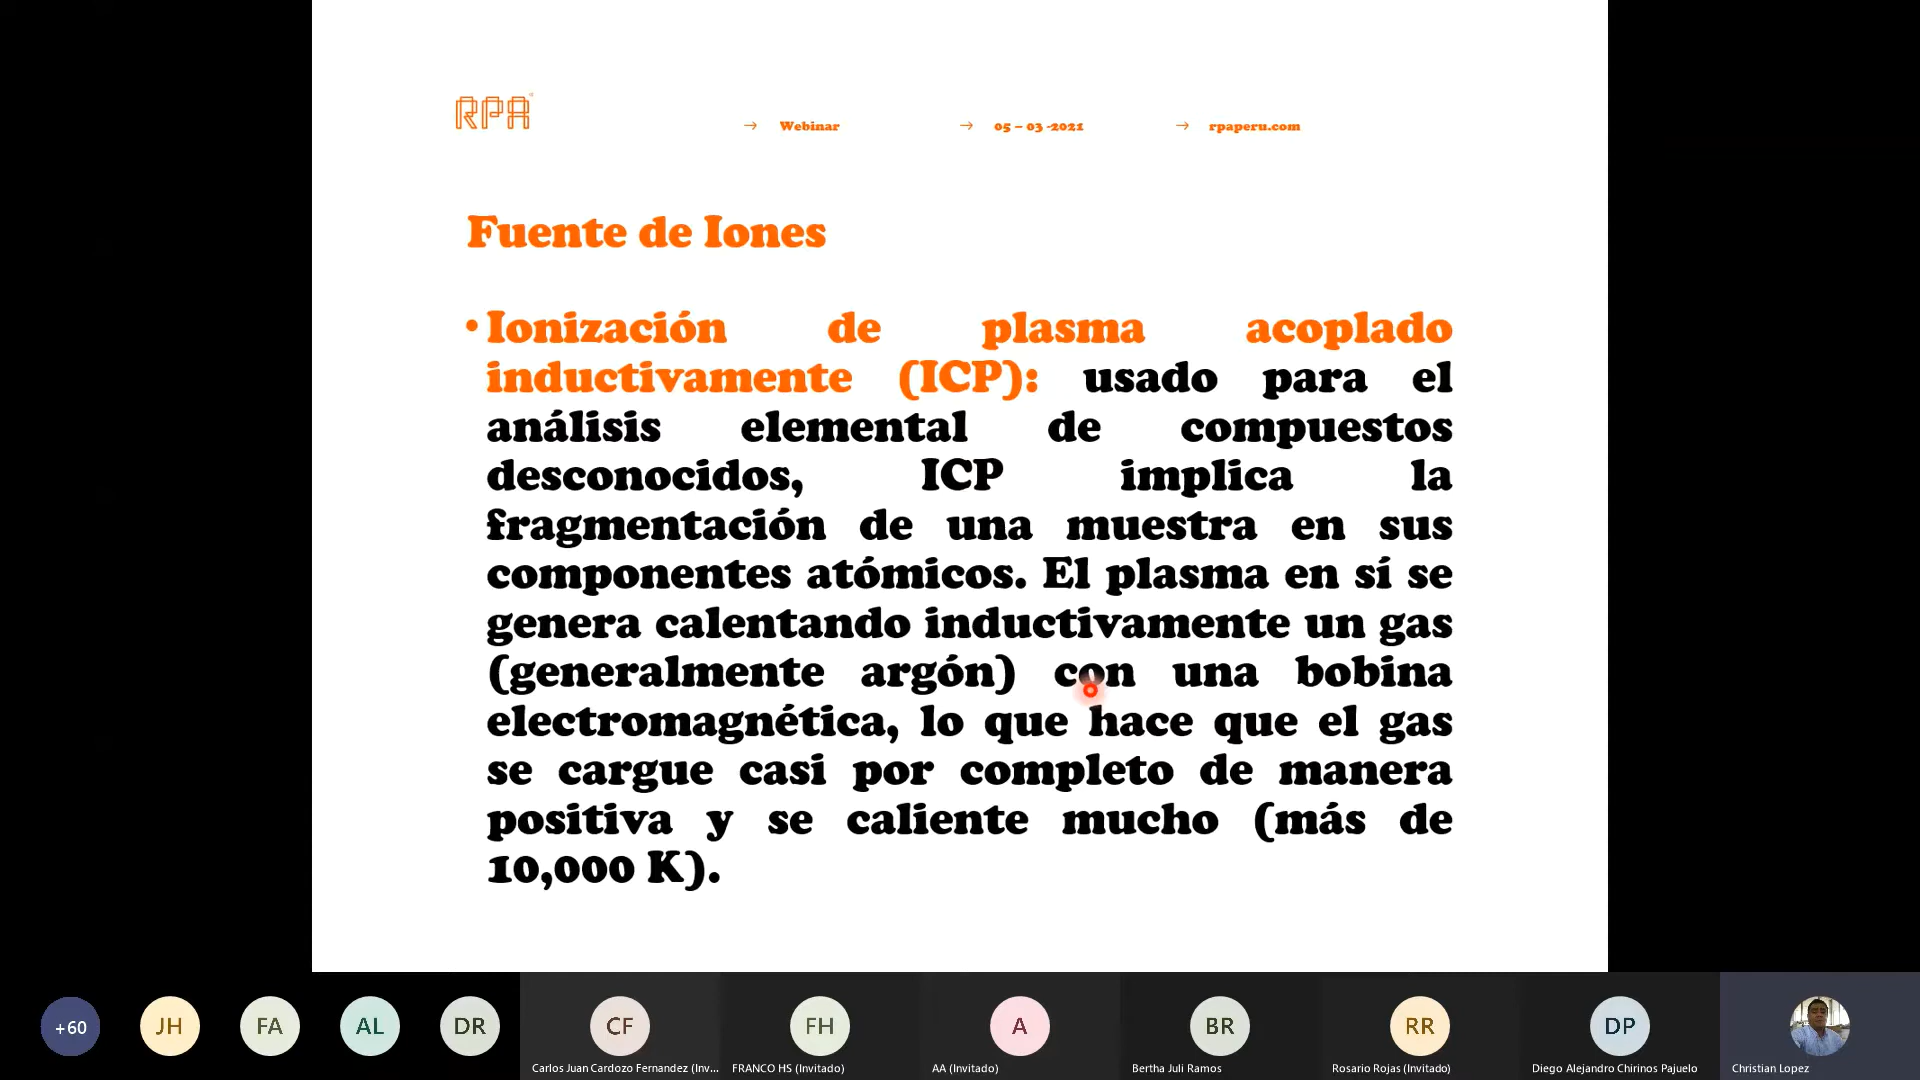 RPA
→ Webinar → 05 – 03 -2021 → rpaperu.com
Fuente de Iones
• Ionización de plasma acoplado
inductivamente (ICP): usado para el
análisis elemental de compuestos
desconocidos, ICP implica la
fragmentación de una muestra en sus
componentes atómicos. El plasma en sí se
genera calentando inductivamente un gas
(generalmente argón) con una bobina
electromagnética, lo que hace que el gas
se cargue casi por completo de manera
positiva y se caliente mucho (más de
10,000 K).
+60 JH FA AL DR CF FH A BR RR DP
Carlos Juan Cardozo Fernandez (Inv... FRANCO HS (Invitado) AA (Invitado) Bertha Juli Ramos Rosario Rojas (Invitado) Diego Alejandro Chirinos Pajuelo Christian Lopez